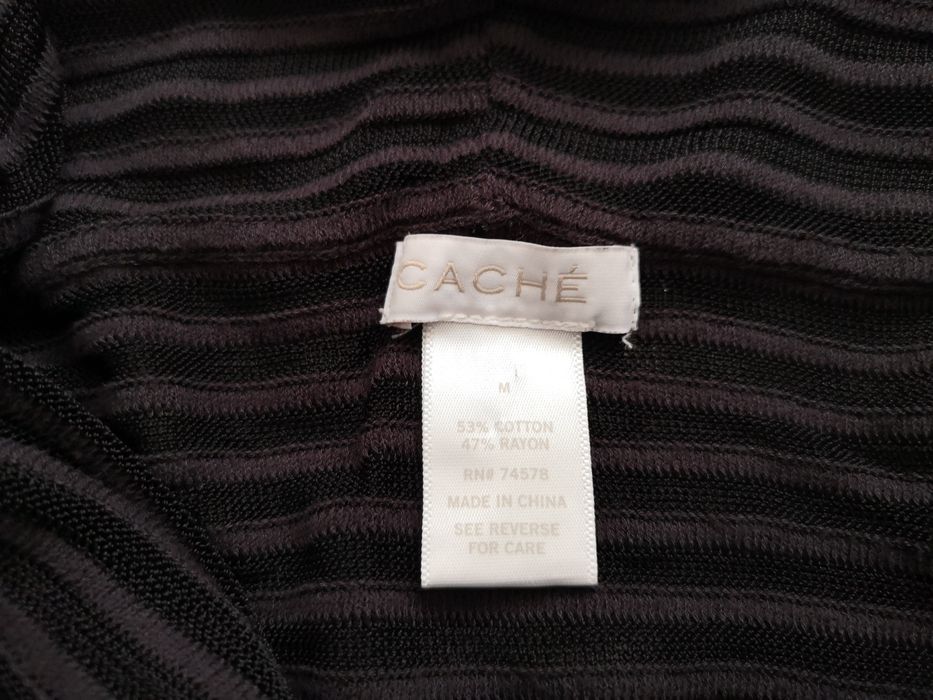 CACHÉ
M
53% COTTON
47% RAYON
RN# 74578
MADE IN CHINA
SEE REVERSE
FOR CARE